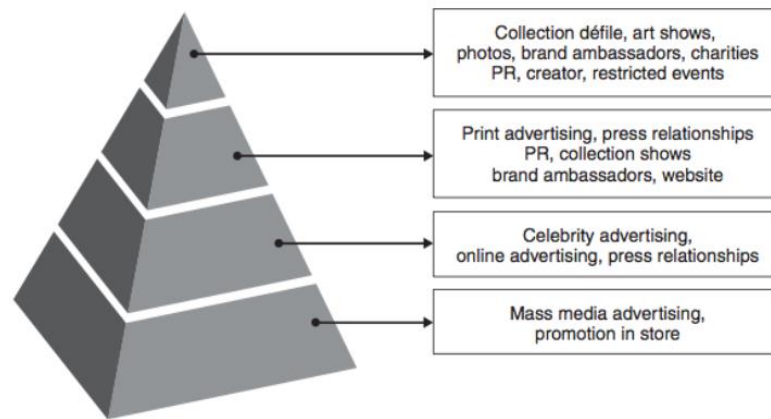 Collection défile, art shows,
photos, brand ambassadors, charities
PR, creator, restricted events
Print advertising, press relationships
PR, collection shows
brand ambassadors, website
Celebrity advertising,
online advertising, press relationships
Mass media advertising,
promotion in store